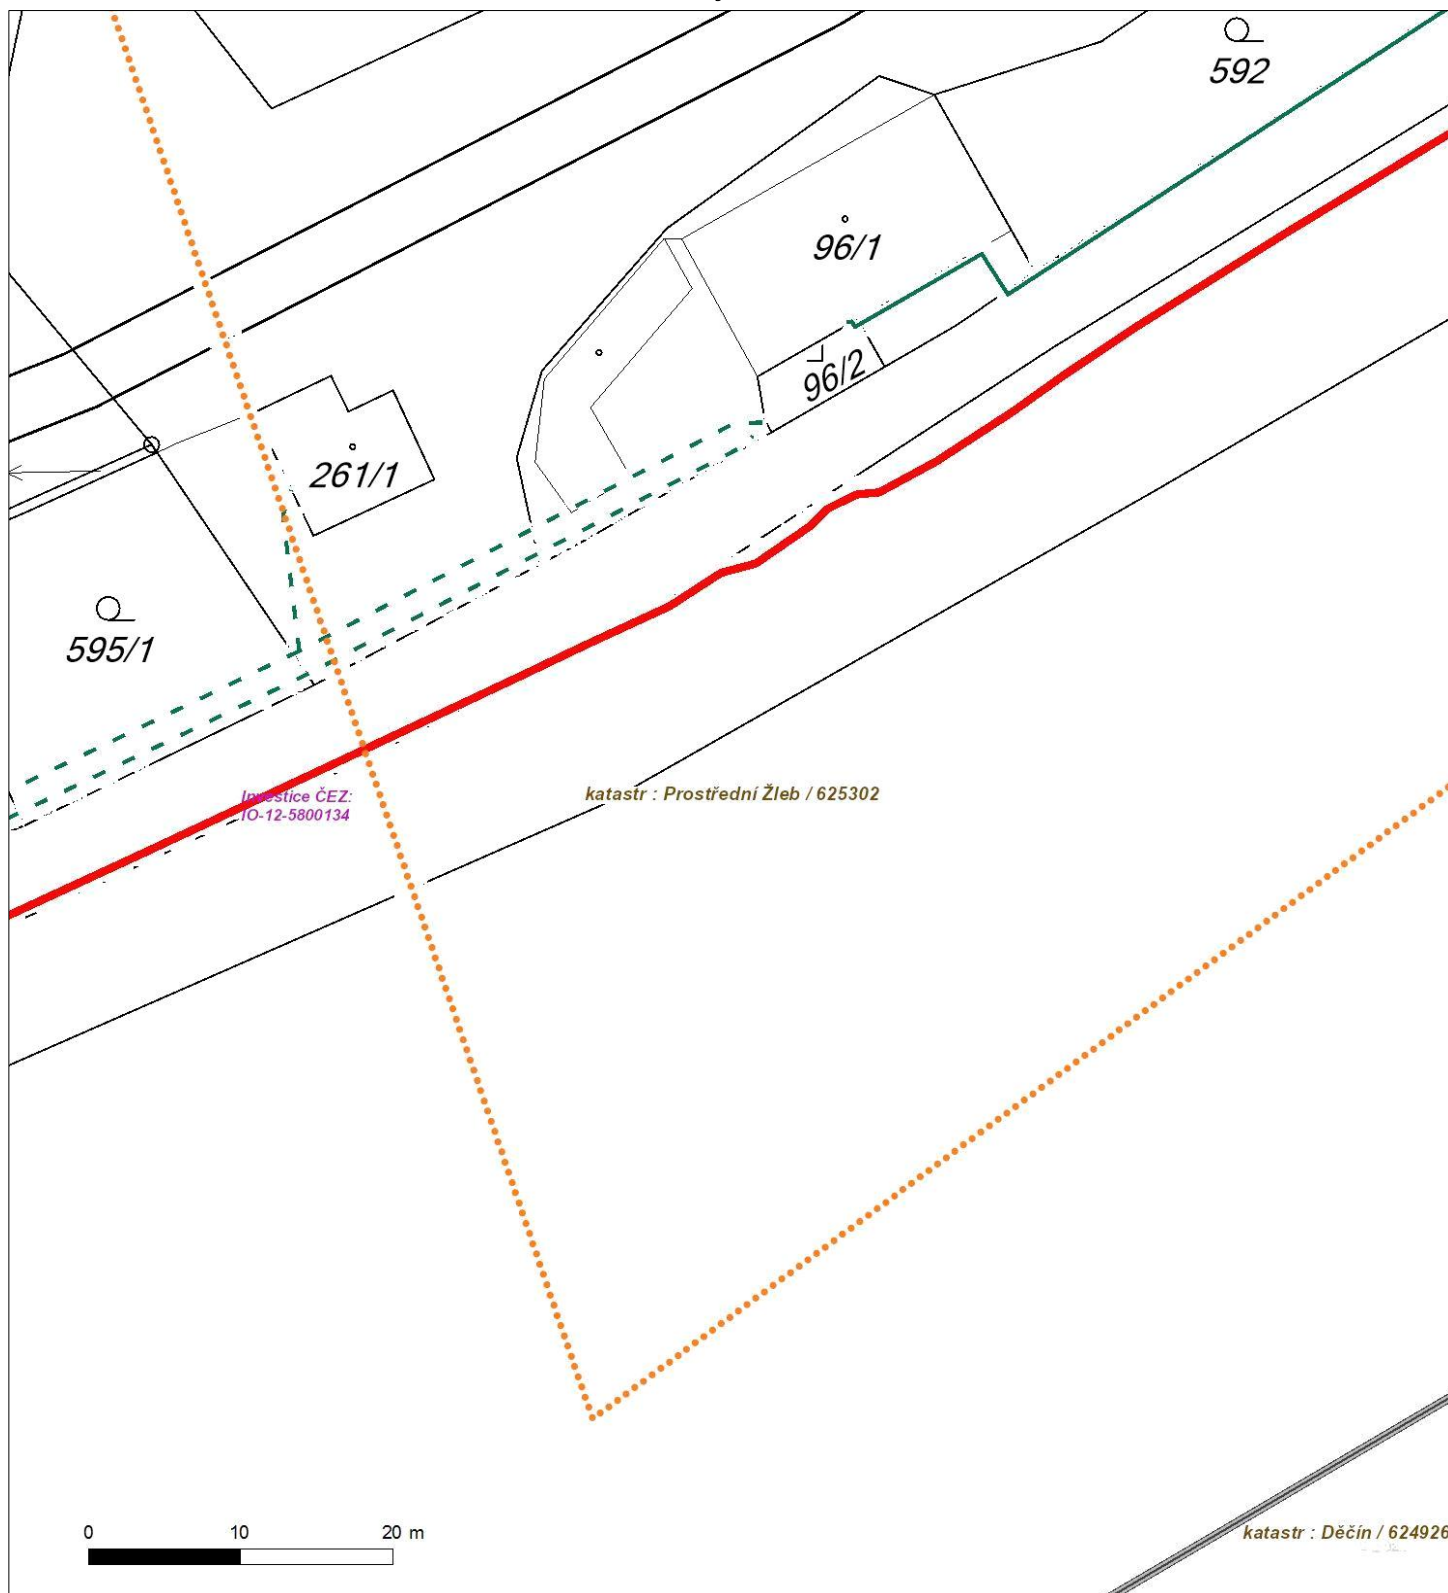 592
96/1
96/2
261/1
595/1
Investice ČEZ:
IO-12-5800134
katastr : Prostřední Žleb / 625302
0 10 20 m
katastr : Děčín / 624926